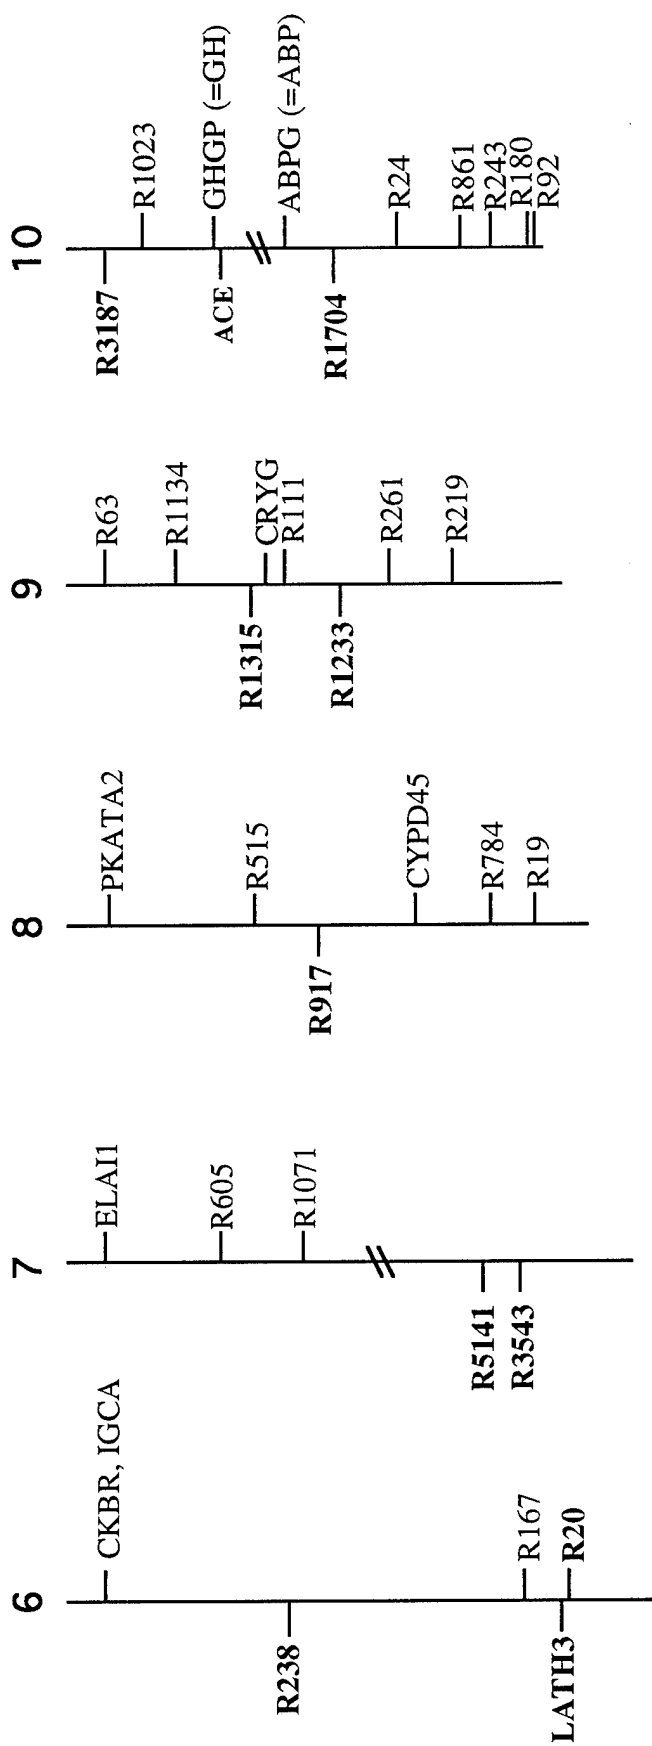 6
CKBR, IGCA
R238
R167
LATH3
R20
7
ELAI1
R605
R1071
R5141
R3543
8
PKATA2
R515
R917
CYPD45
R784
R19
9
R63
R1134
R1315
CRYG
R111
R1233
R261
R219
10
R3187
R1023
GHGP (=GH)
ACE
ABPG (=ABP)
R1704
R24
R861
R243
R180
R92